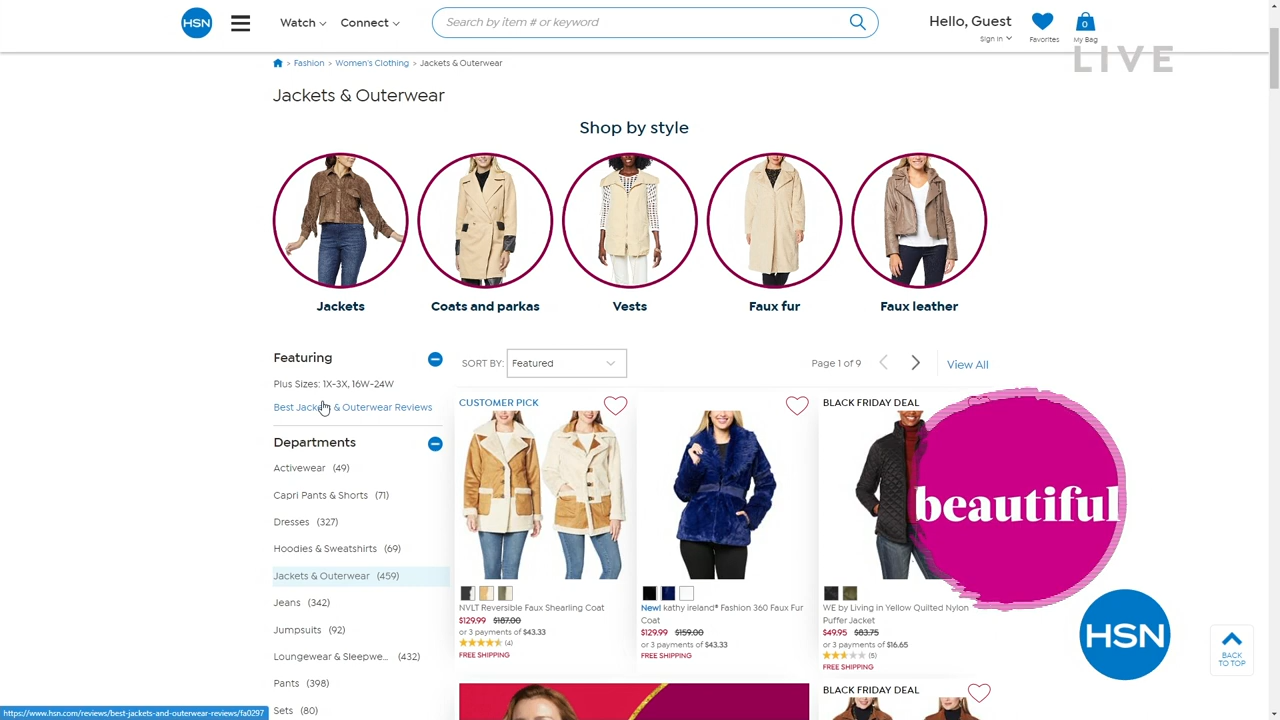 HSN
Watch
Connect
Search by item # or keyword
Hello, Guest
Sign In
Favorites
0
My Bag
LIVE
> Fashion > Women's Clothing > Jackets & Outerwear
Jackets & Outerwear
Shop by style
Jackets
Coats and parkas
Vests
Faux fur
Faux leather
Featuring
Plus Sizes: 1X-3X, 16W-24W
Best Jackets & Outerwear Reviews
Departments
Activewear (49)
Capri Pants & Shorts (71)
Dresses (327)
Hoodies & Sweatshirts (69)
Jackets & Outerwear (459)
Jeans (342)
Jumpsuits (92)
Loungewear & Sleepwe... (432)
Pants (398)
Sets (80)
SORT BY: Featured
Page 1 of 9
View All
CUSTOMER PICK
NVLT Reversible Faux Shearling Coat
$129.99 $187.00
or 3 payments of $43.33
(4)
FREE SHIPPING
New! kathy ireland® Fashion 360 Faux Fur
Coat
$129.99 $159.00
or 3 payments of $43.33
FREE SHIPPING
BLACK FRIDAY DEAL
WE by Living in Yellow Quilted Nylon
Puffer Jacket
$49.95 $83.75
or 3 payments of $16.65
(5)
FREE SHIPPING
BLACK FRIDAY DEAL
beautiful
HSN
BACK
TO TOP
https://www.hsn.com/reviews/best-jackets-and-outerwear-reviews/fa0297